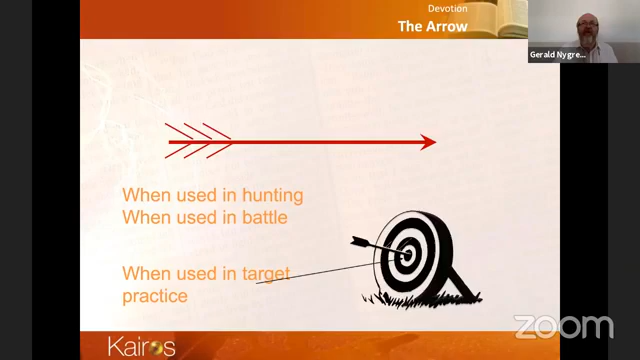 Devotion
The Arrow
Gerald Nygre...
When used in hunting
When used in battle
When used in target
practice
Kairos
zoom